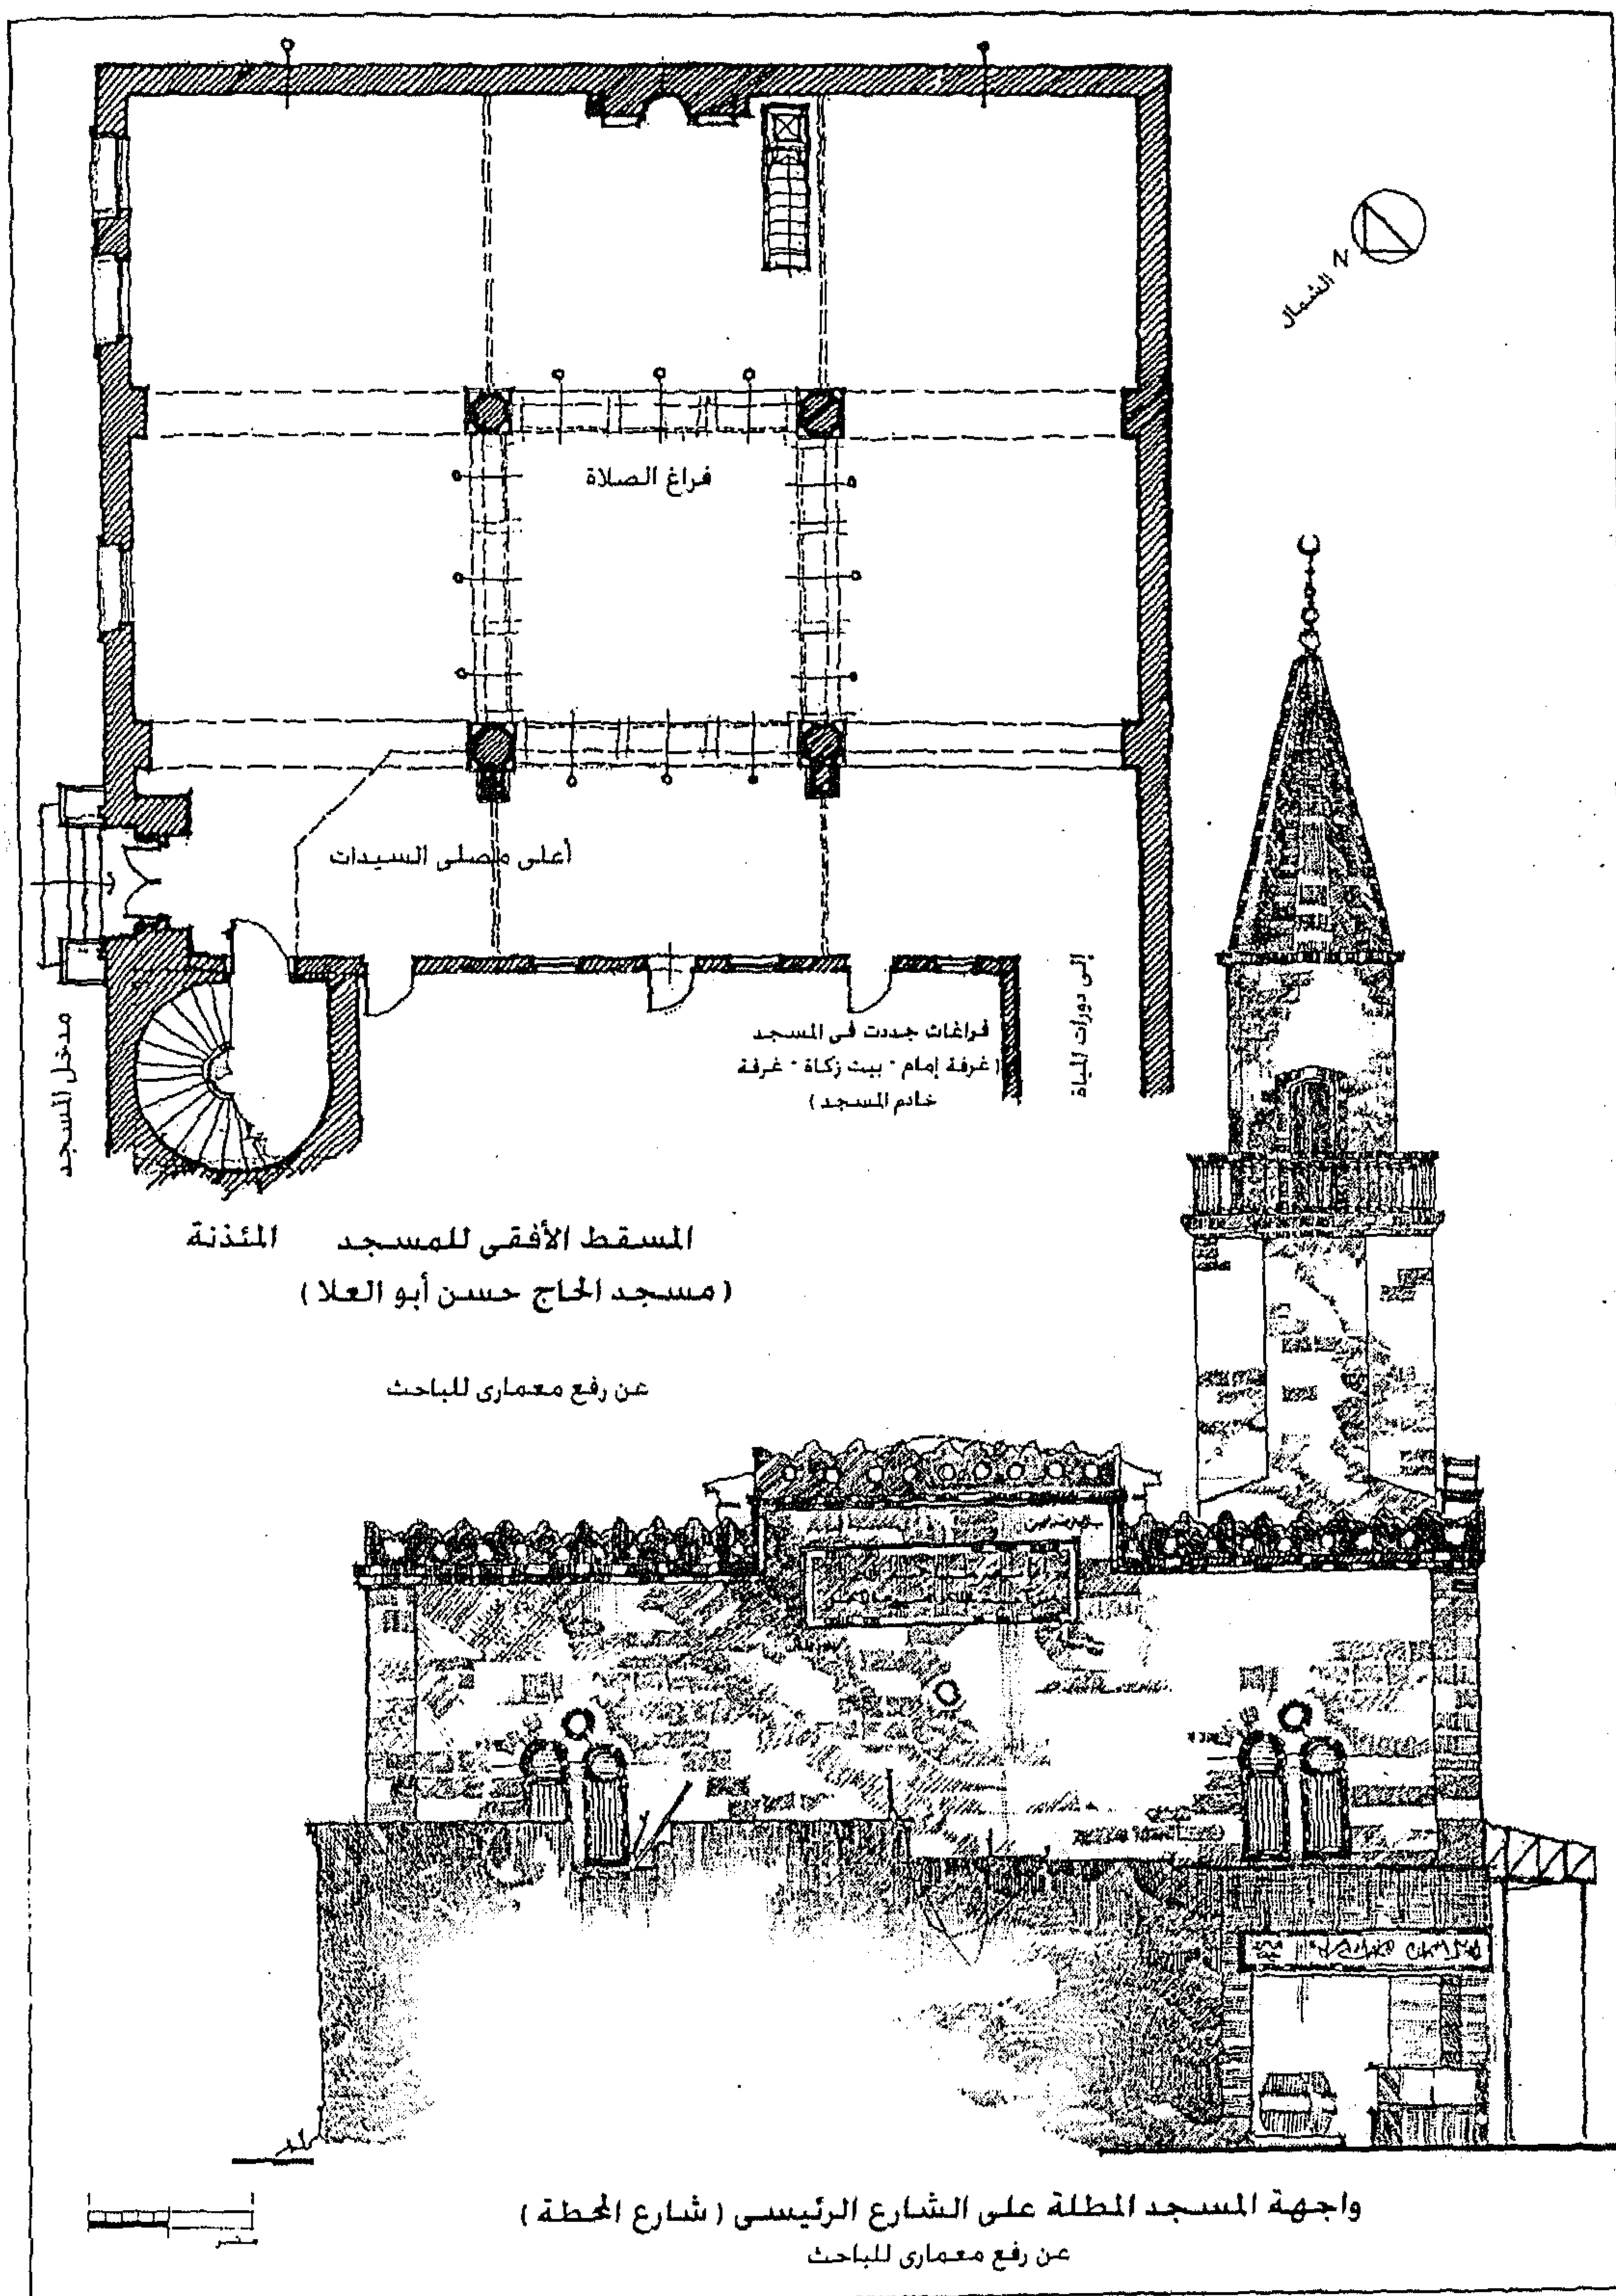 N
الشمال
فراغ الصلاة
أعلى مصلى السيدات
مدخل المسجد
فراغات جددت فى المسجد
(غرفة إمام - بيت زكاة - غرفة
خادم المسجد)
إلى دورات المياة
المسقط الأفقى للمسجد
المئذنة
(مسجد الحاج حسن أبو العلا)
عن رفع معمارى للباحث
واجهة المسجد المطلة على الشارع الرئيسى (شارع المحطة)
عن رفع معمارى للباحث
متر